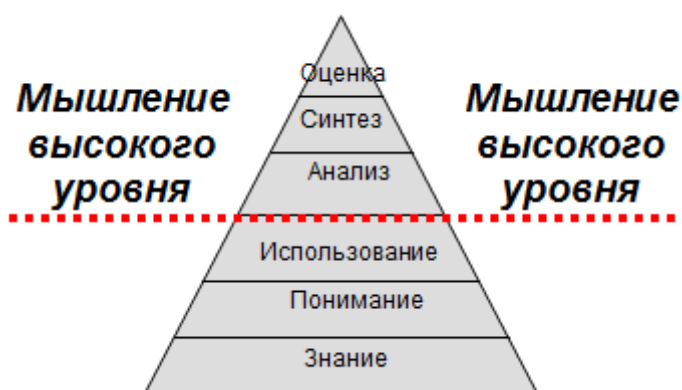 Мышление
высокого
уровня
Оценка
Синтез
Анализ
Использование
Понимание
Знание
Мышление
высокого
уровня